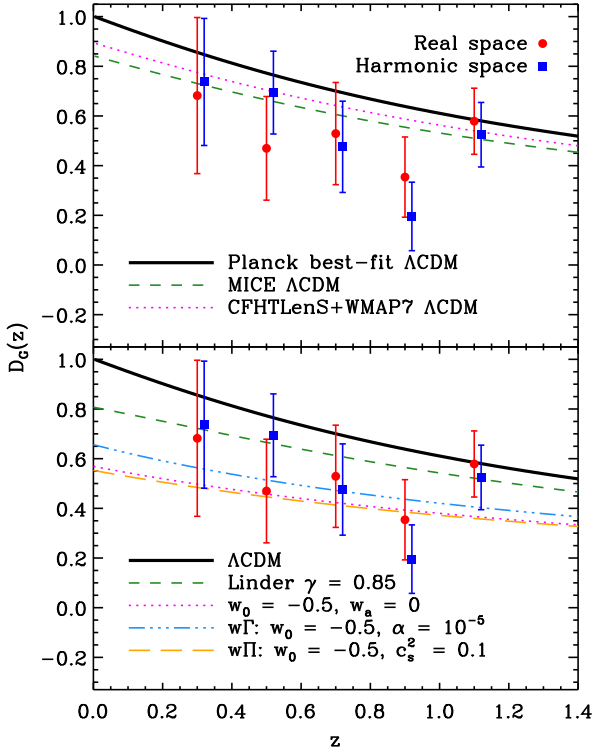 1.0
0.8
0.6
0.4
0.2
0.0
−0.2
Real space
Harmonic space
Planck best−fit ΛCDM
MICE ΛCDM
CFHTLenS+WMAP7 ΛCDM
D_G(z)
1.0
0.8
0.6
0.4
0.2
0.0
−0.2
ΛCDM
Linder γ = 0.85
w₀ = −0.5, wₐ = 0
wΓ: w₀ = −0.5, α = 10⁻⁵
wΠ: w₀ = −0.5, c_s² = 0.1
0.0 0.2 0.4 0.6 0.8 1.0 1.2 1.4
z